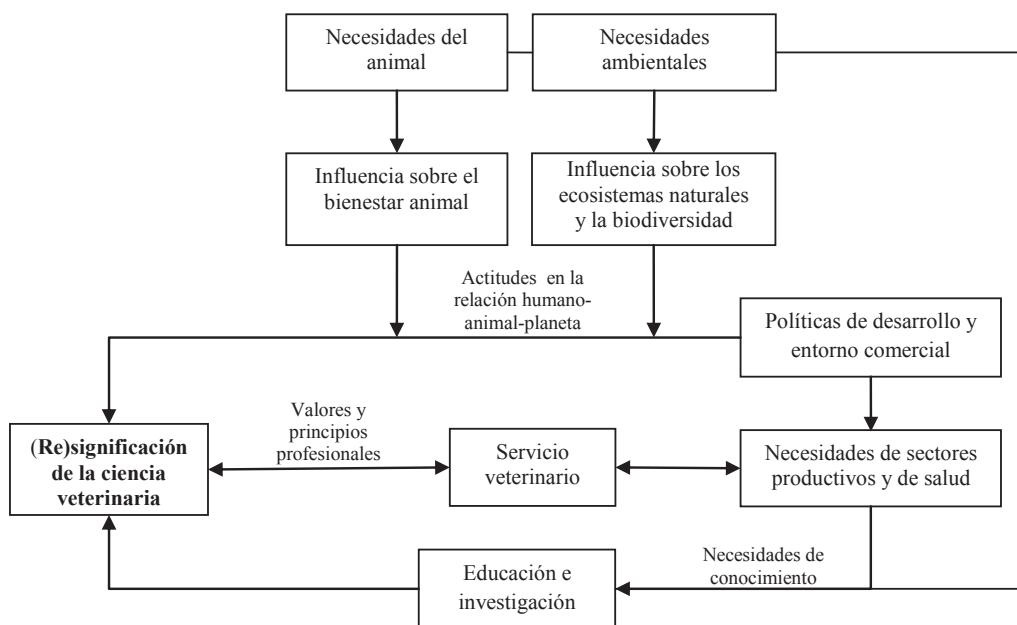 Necesidades del
animal
Necesidades
ambientales
Influencia sobre el
bienestar animal
Influencia sobre los
ecosistemas naturales
y la biodiversidad
Actitudes en la
relación humano-
animal-planeta
Políticas de desarrollo y
entorno comercial
(Re)significación
de la ciencia
veterinaria
Valores y
principios
profesionales
Servicio
veterinario
Necesidades de sectores
productivos y de salud
Educación e
investigación
Necesidades de
conocimiento